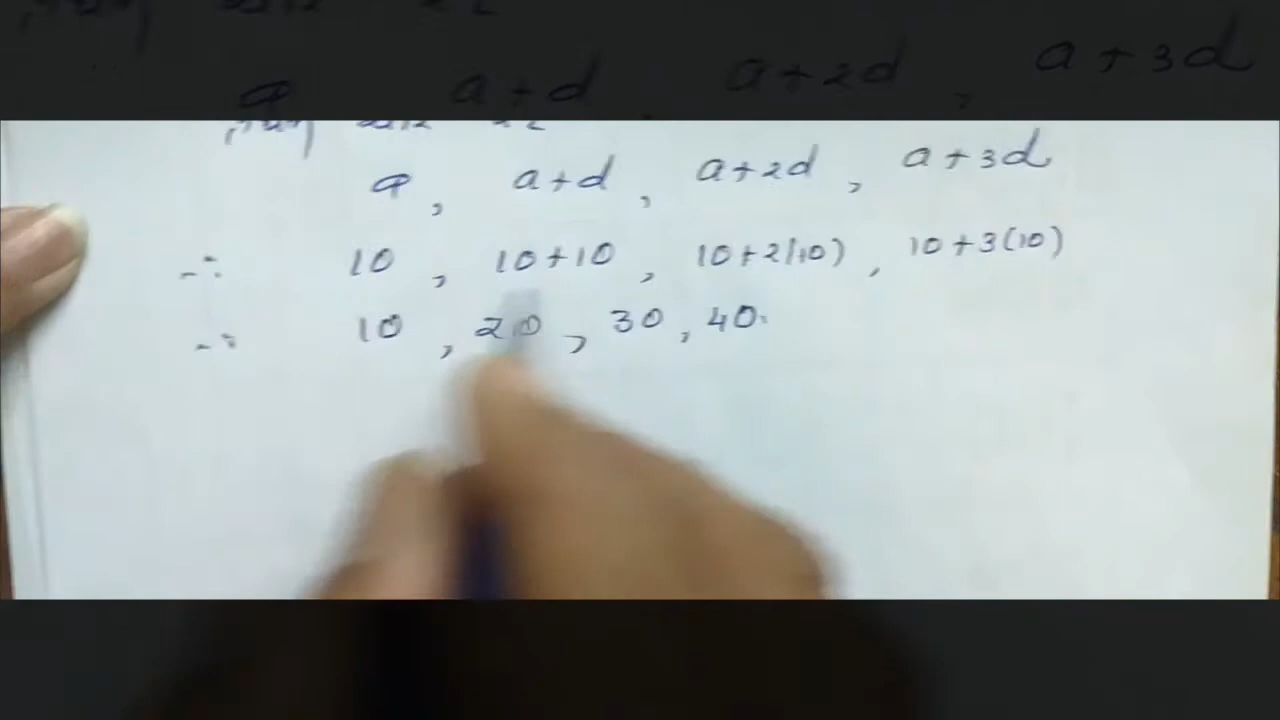 a , a+d , a+2d , a+3d
∴ 10 , 10+10 , 10+2(10) , 10+3(10)
∴ 10 , 20 , 30 , 40.